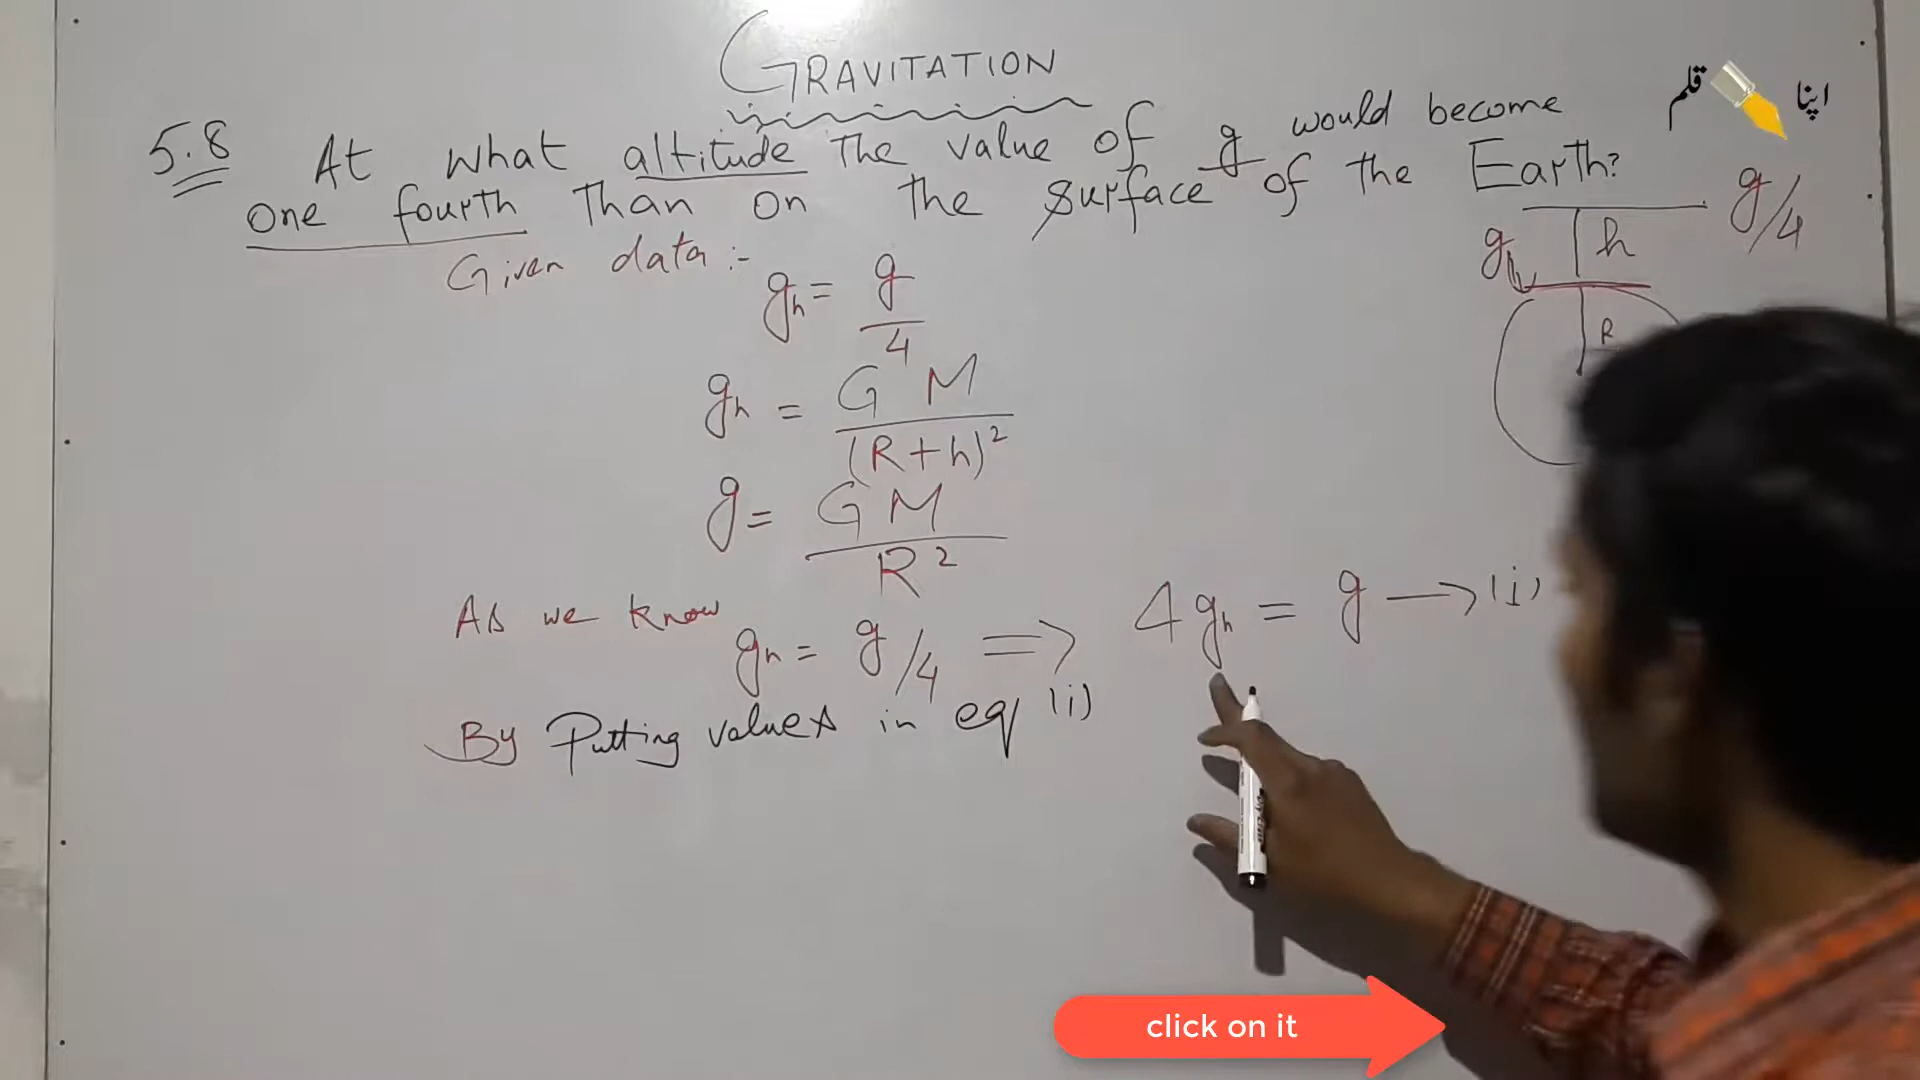 GRAVITATION
اپنا قلم
5.8 At what altitude the value of g would become
one fourth than on the surface of the Earth?
g/4
g h
R
Given data :-
gh = g/4
gh = GM/(R+h)²
g = GM/R²
As we know
gh = g/4 => 4gh = g → (i)
By Putting values in eq (i)
click on it